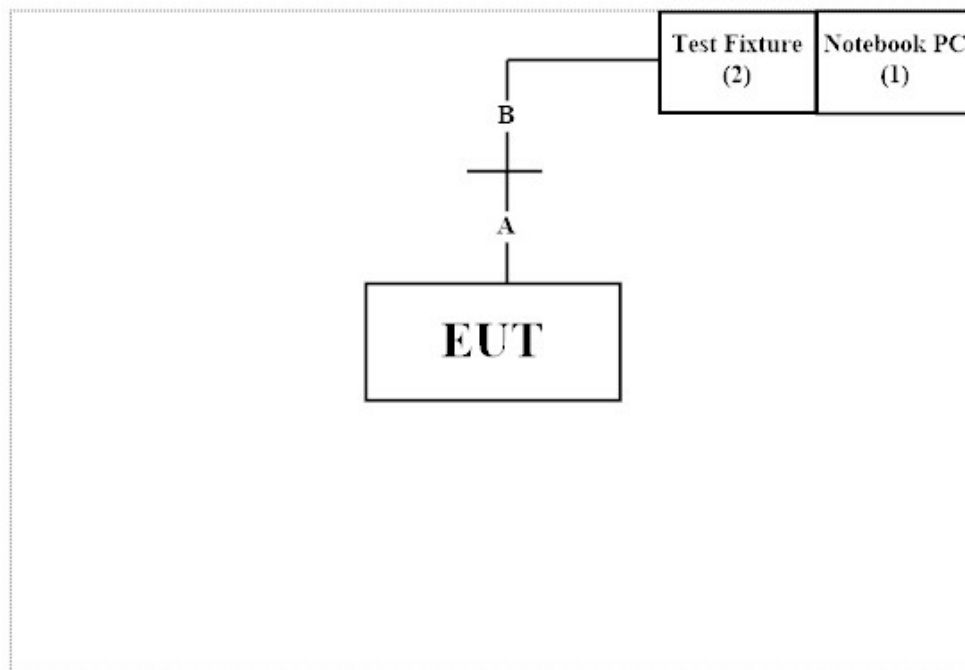 Test Fixture
(2)
Notebook PC
(1)
B
A
EUT